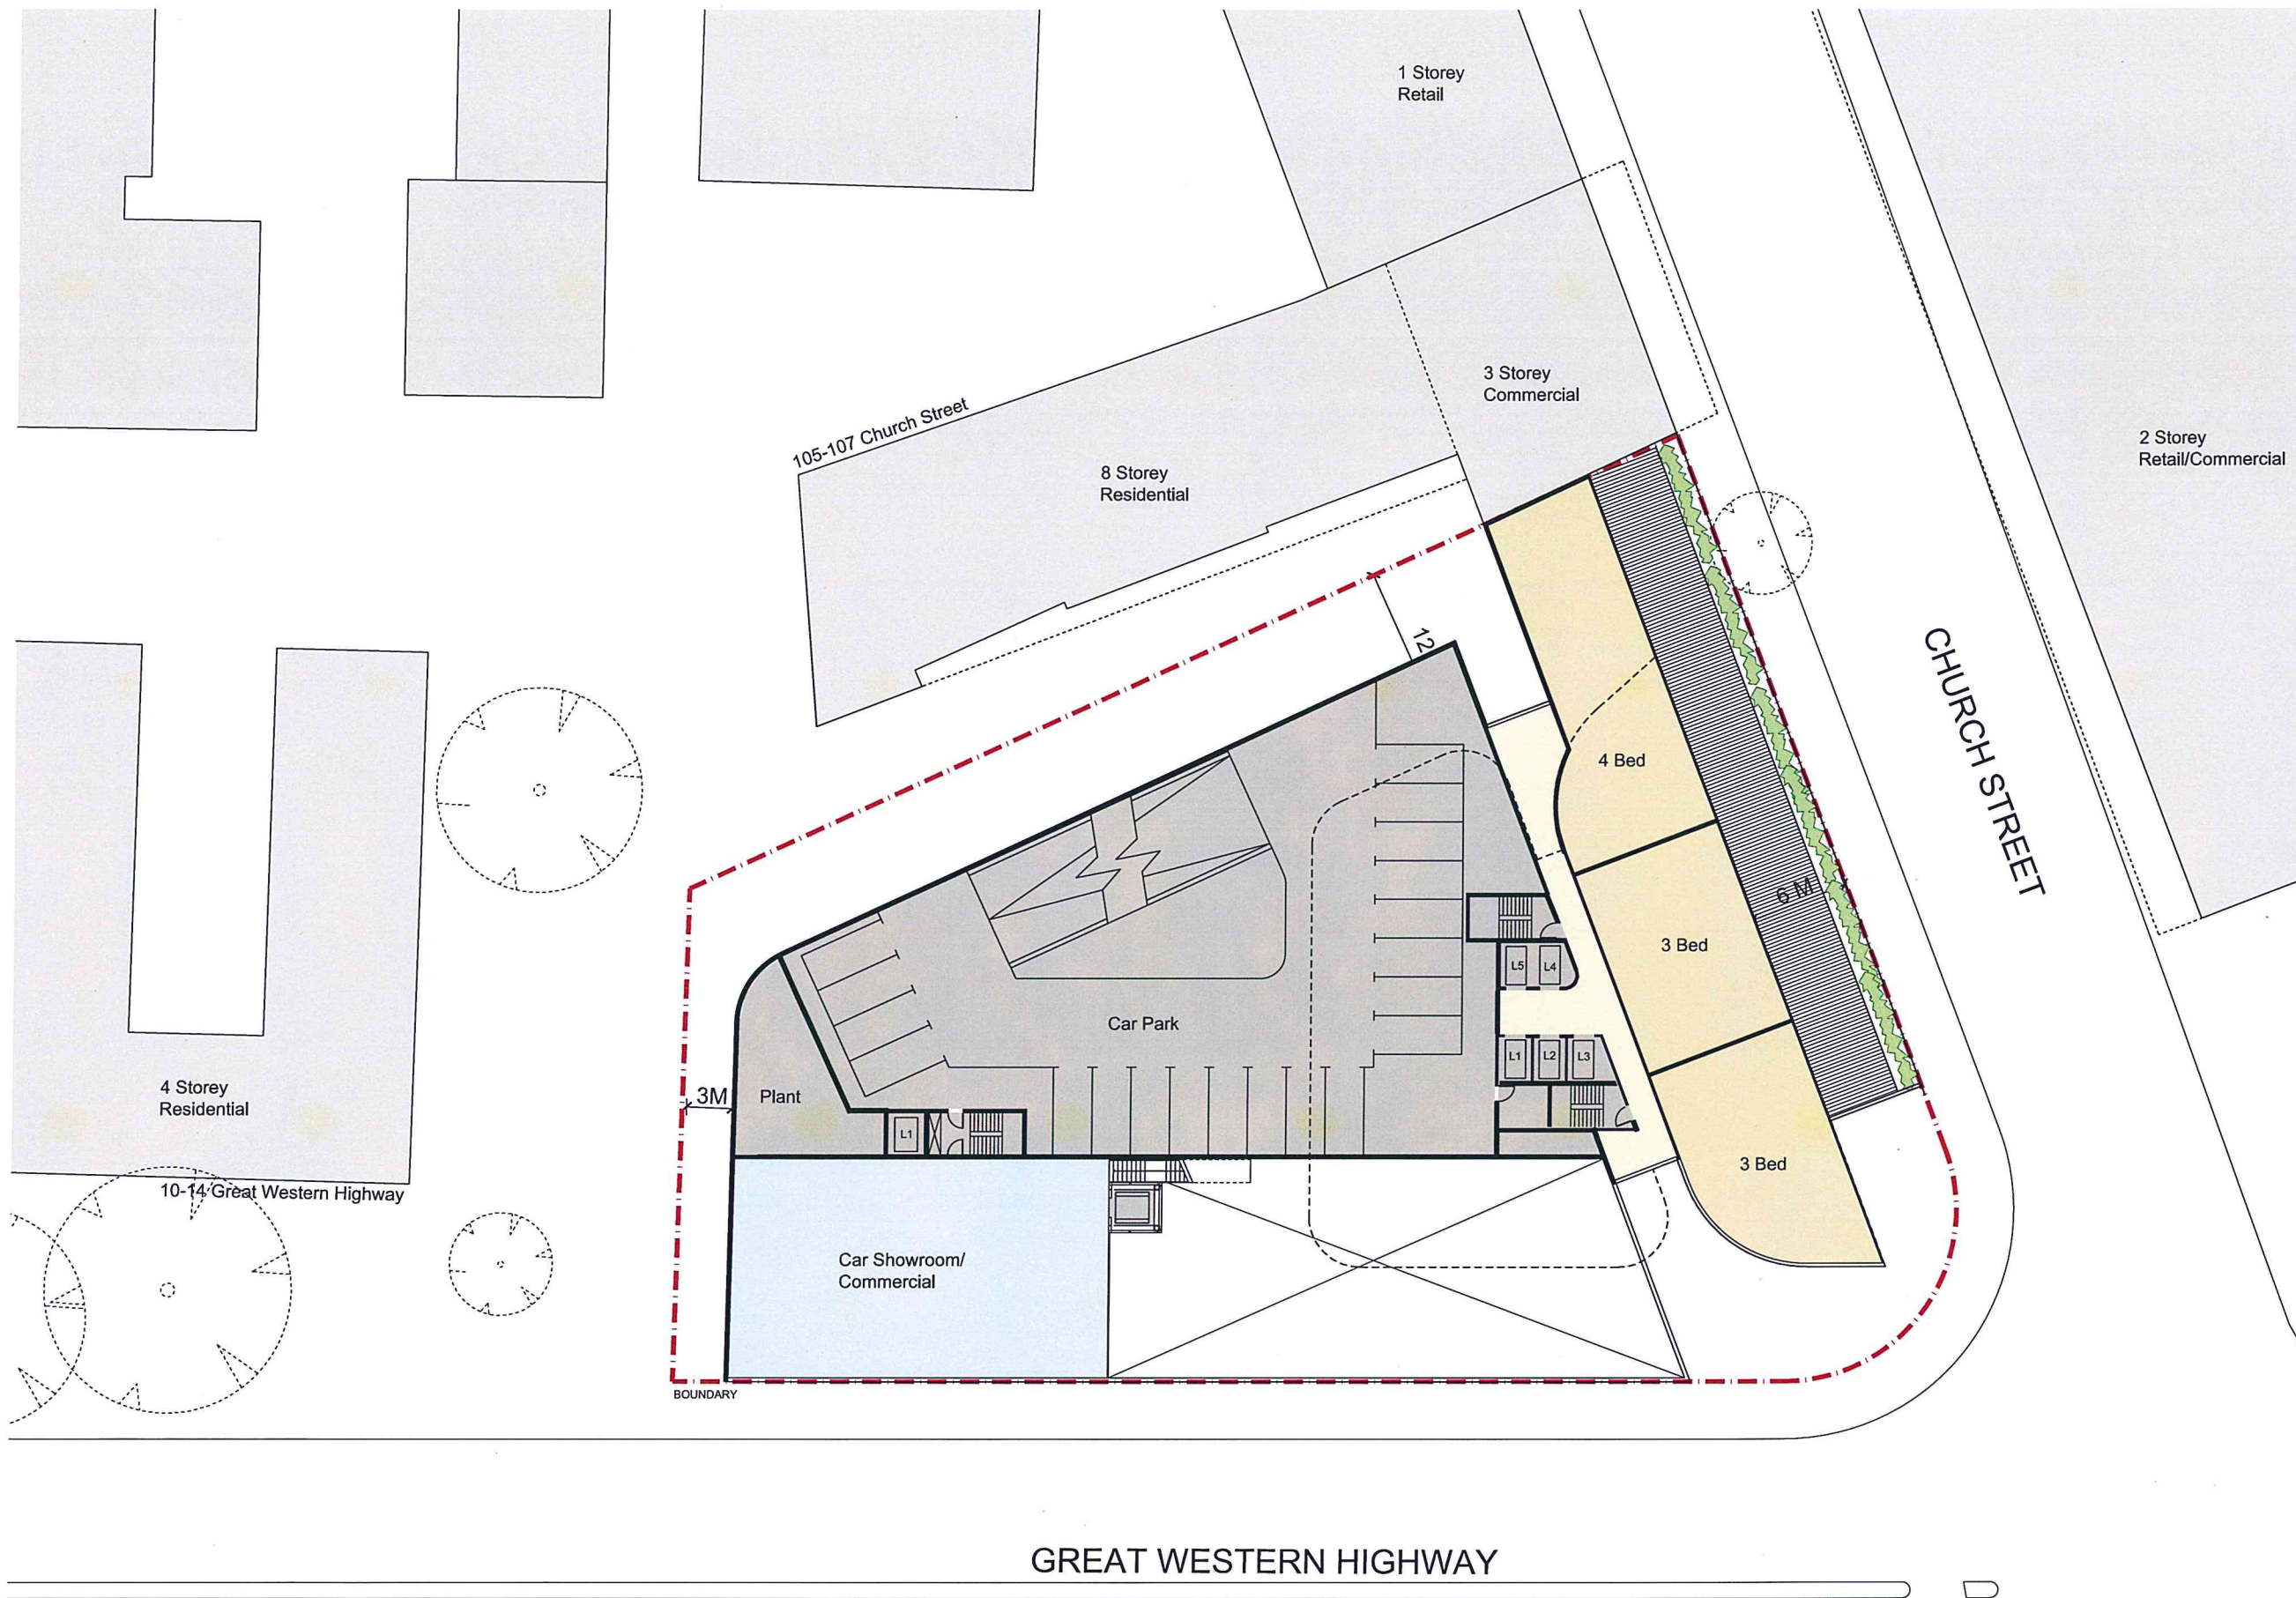 1 Storey
Retail
3 Storey
Commercial
2 Storey
Retail/Commercial
105-107 Church Street
8 Storey
Residential
12
CHURCH STREET
4 Bed
6 M
3 Bed
L5
L4
Car Park
L1
L2
L3
4 Storey
Residential
3M
Plant
L1
3 Bed
10-14 Great Western Highway
Car Showroom/
Commercial
BOUNDARY
GREAT WESTERN HIGHWAY